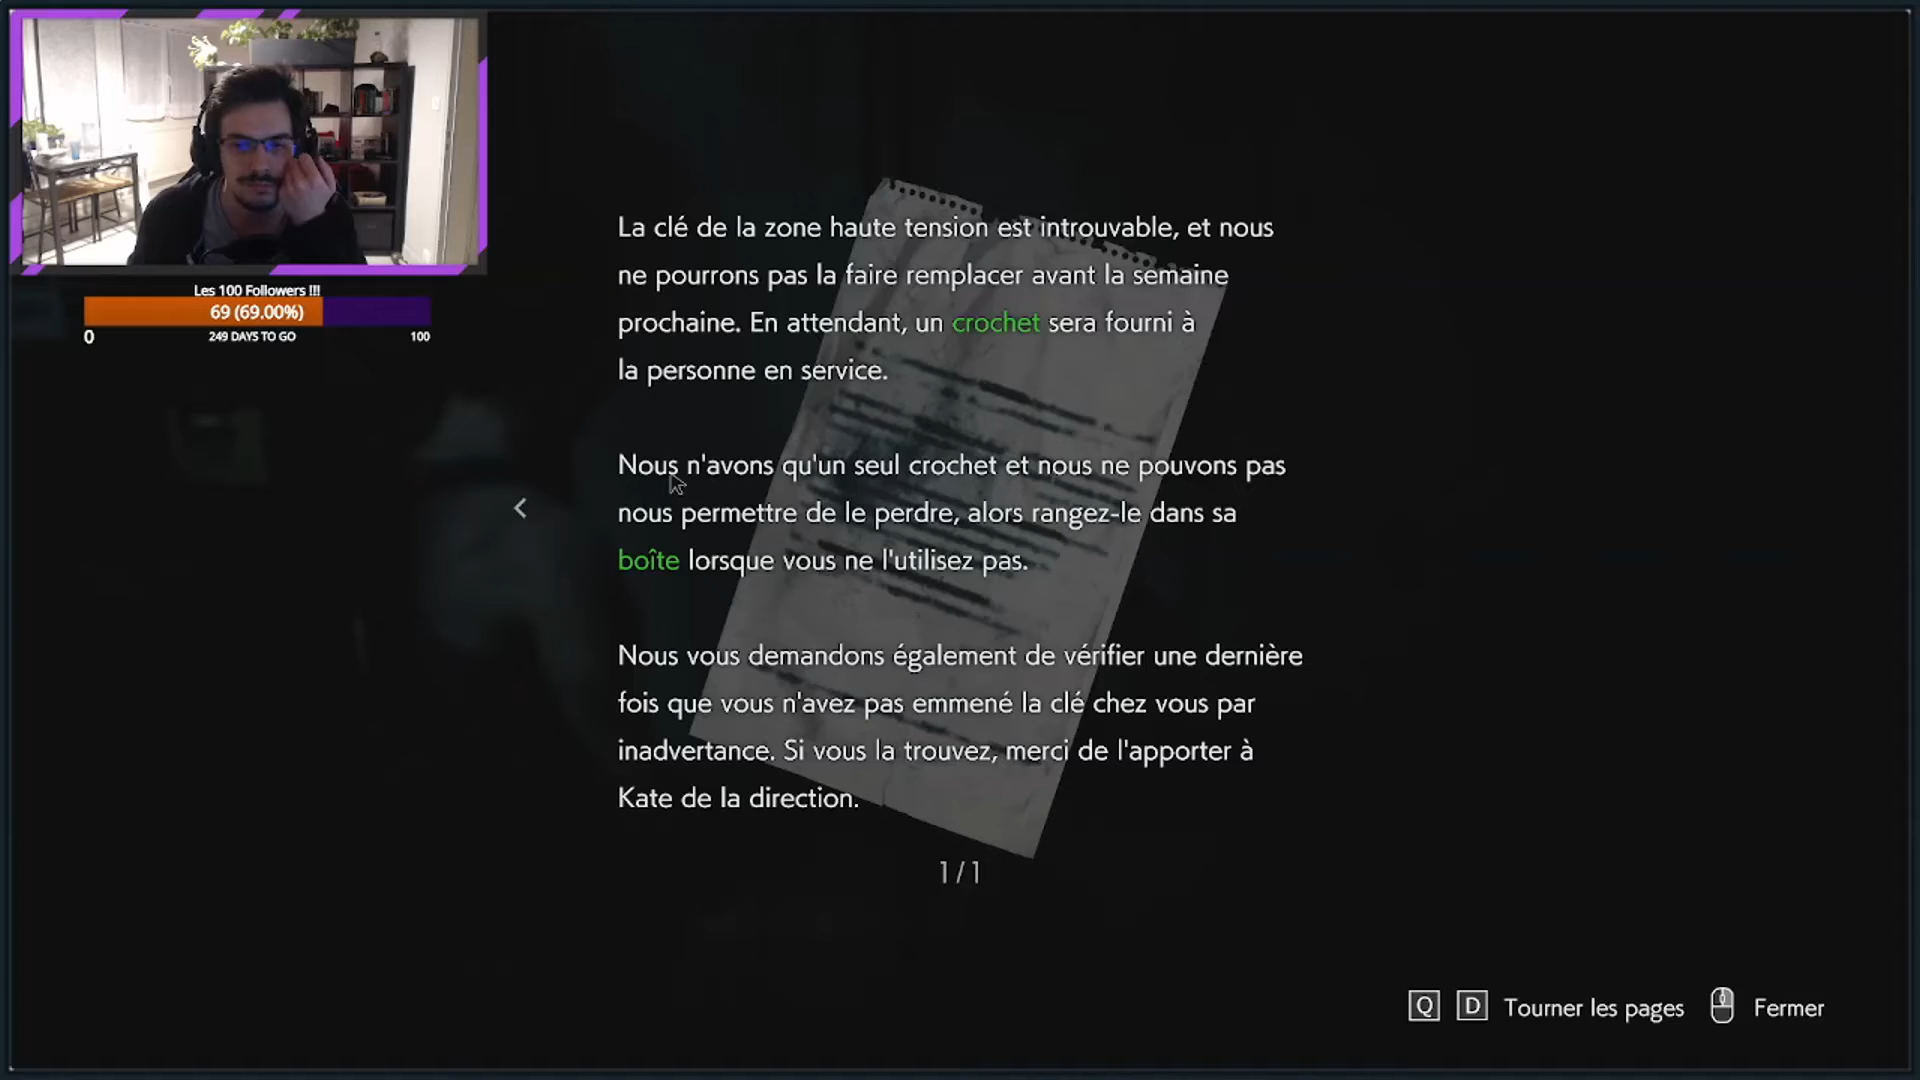 Les 100 Followers !!!
69 (69.00%)
0
249 DAYS TO GO
100
La clé de la zone haute tension est introuvable, et nous
ne pourrons pas la faire remplacer avant la semaine
prochaine. En attendant, un crochet sera fourni à
la personne en service.
Nous n'avons qu'un seul crochet et nous ne pouvons pas
nous permettre de le perdre, alors rangez-le dans sa
boîte lorsque vous ne l'utilisez pas.
Nous vous demandons également de vérifier une dernière
fois que vous n'avez pas emmené la clé chez vous par
inadvertance. Si vous la trouvez, merci de l'apporter à
Kate de la direction.
1 / 1
Q D Tourner les pages Fermer